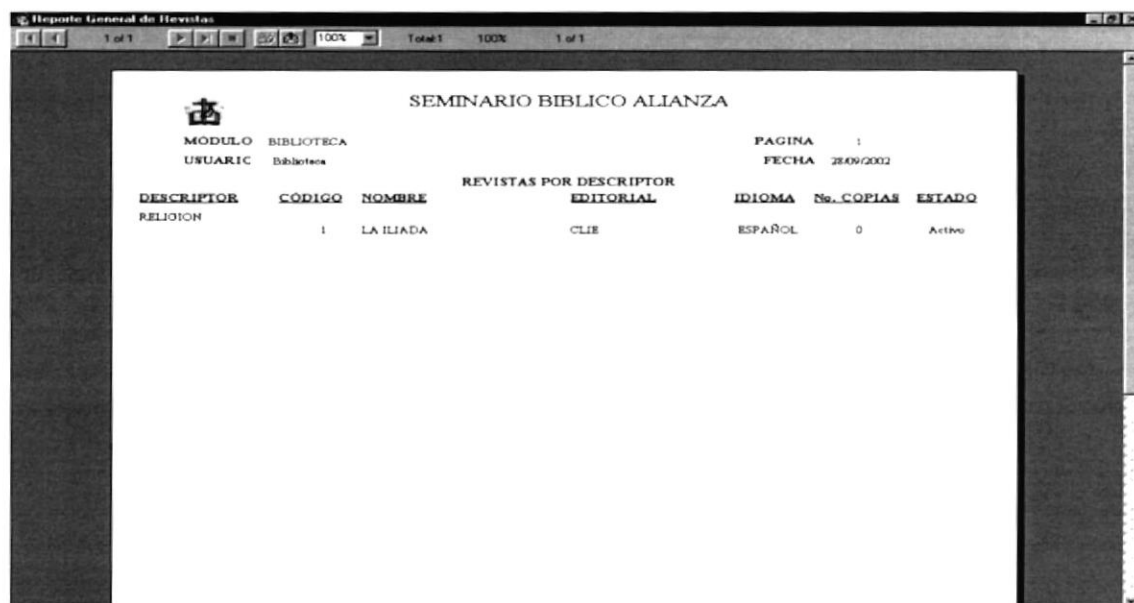 Reporte General de Revistas
1 of 1 100% Total:1 100% 1 of 1
SEMINARIO BIBLICO ALIANZA
MÓDULO BIBLIOTECA PAGINA 1
USUARIC Biblioteca FECHA 28/09/2002
REVISTAS POR DESCRIPTOR
DESCRIPTOR CÓDIGO NOMBRE EDITORIAL IDIOMA No. COPIAS ESTADO
RELIGION
1 LA ILIADA CLIE ESPAÑOL 0 Activo